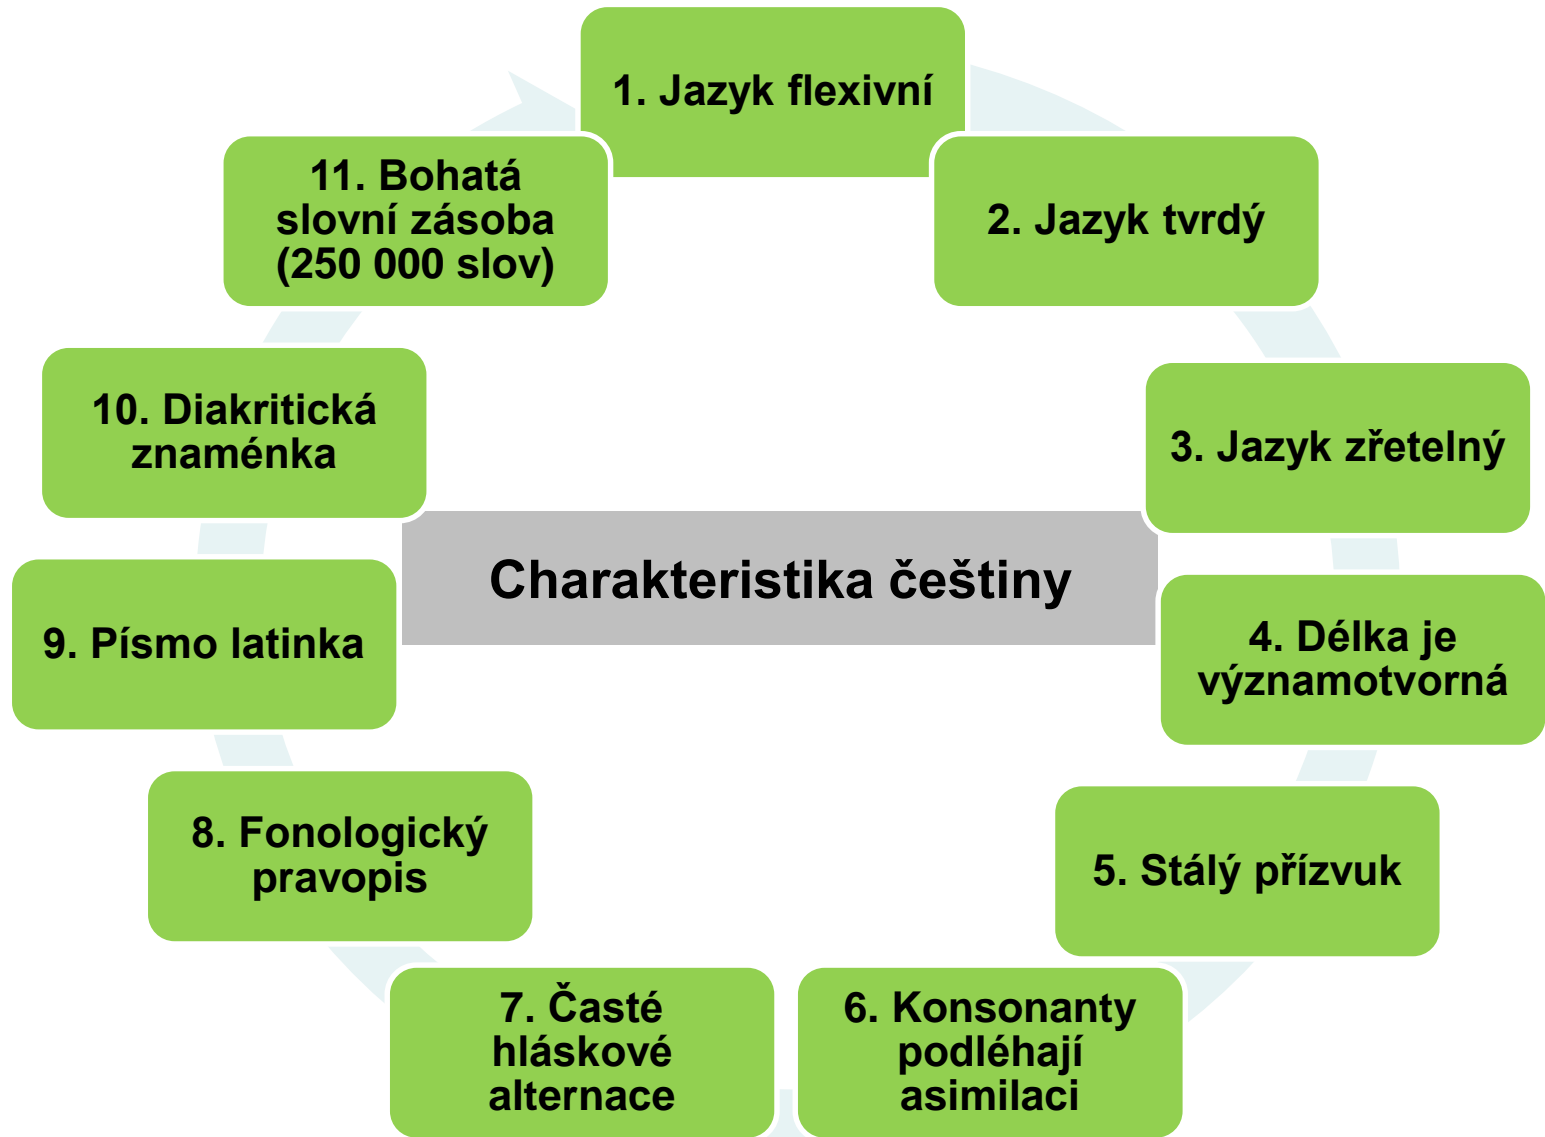 1. Jazyk flexivní
2. Jazyk tvrdý
3. Jazyk zřetelný
4. Délka je
významotvorná
5. Stálý přízvuk
6. Konsonanty
podléhají
asimilaci
7. Časté
hláskové
alternace
8. Fonologický
pravopis
9. Písmo latinka
10. Diakritická
znaménka
11. Bohatá
slovní zásoba
(250 000 slov)
Charakteristika češtiny